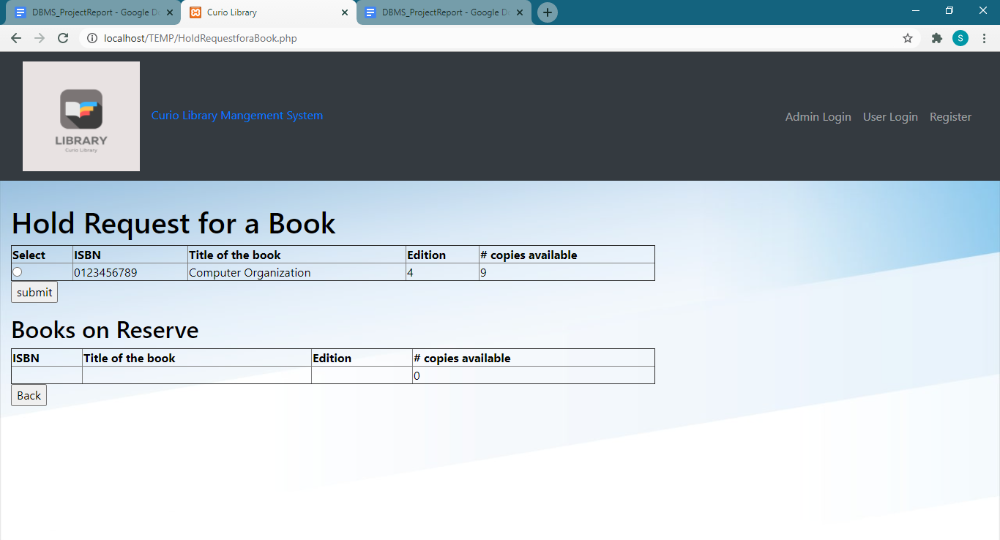 DBMS_ProjectReport - Google D
Curio Library
DBMS_ProjectReport - Google D
localhost/TEMP/HoldRequestforaBook.php
S
LIBRARY
Curio Library
Curio Library Mangement System
Admin Login User Login Register
Hold Request for a Book
Select ISBN Title of the book Edition # copies available
0123456789 Computer Organization 4 9
submit
Books on Reserve
ISBN Title of the book Edition # copies available
0
Back